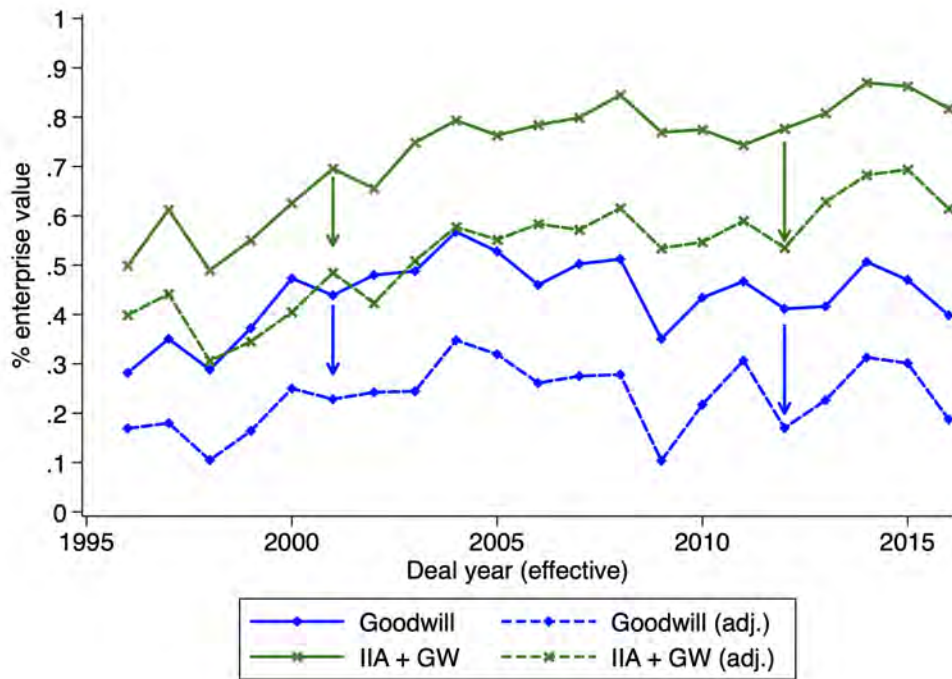 1
.9
.8
.7
.6
.5
.4
.3
.2
.1
0
% enterprise value
1995 2000 2005 2010 2015
Deal year (effective)
Goodwill Goodwill (adj.)
IIA + GW IIA + GW (adj.)